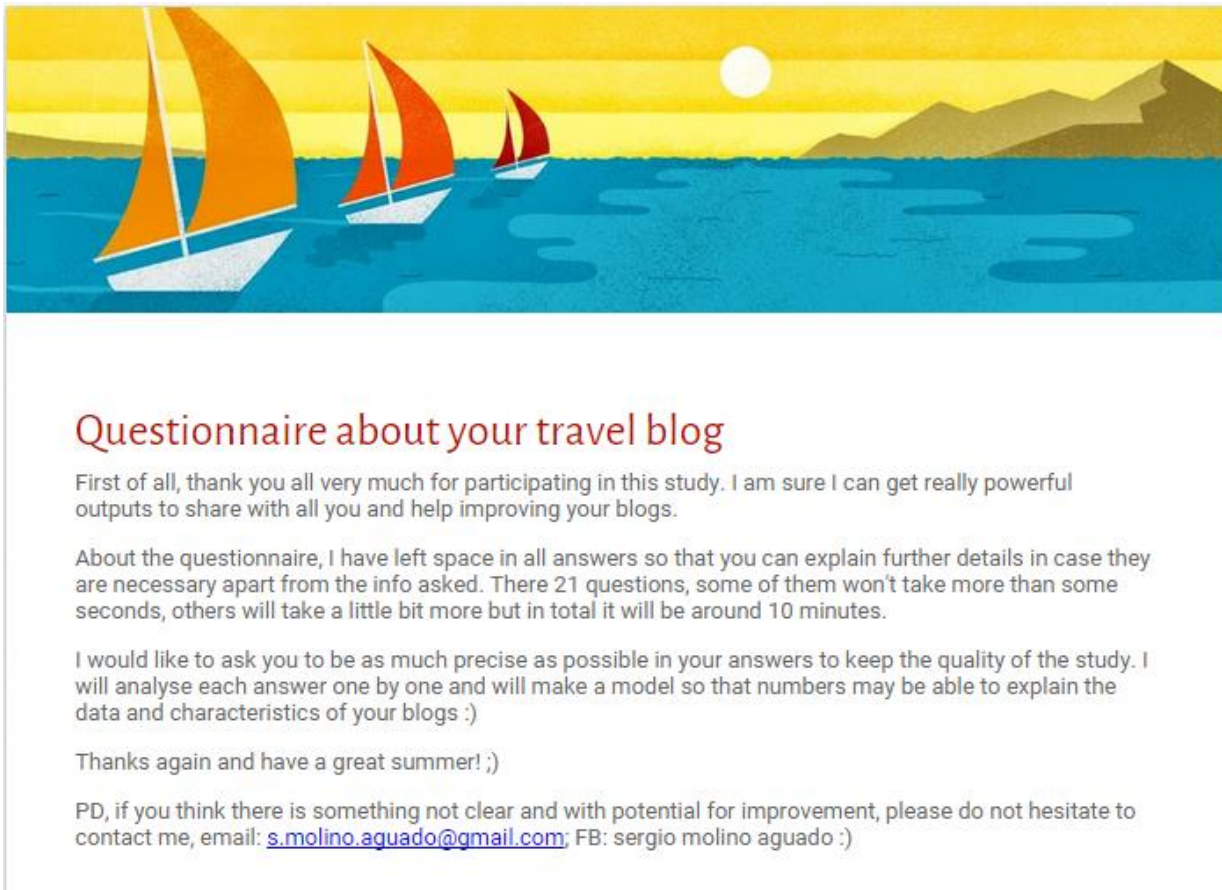 Questionnaire about your travel blog
First of all, thank you all very much for participating in this study. I am sure I can get really powerful
outputs to share with all you and help improving your blogs.
About the questionnaire, I have left space in all answers so that you can explain further details in case they
are necessary apart from the info asked. There 21 questions, some of them won't take more than some
seconds, others will take a little bit more but in total it will be around 10 minutes.
I would like to ask you to be as much precise as possible in your answers to keep the quality of the study. I
will analyse each answer one by one and will make a model so that numbers may be able to explain the
data and characteristics of your blogs :)
Thanks again and have a great summer! ;)
PD, if you think there is something not clear and with potential for improvement, please do not hesitate to
contact me, email: s.molino.aguado@gmail.com; FB: sergio molino aguado :)